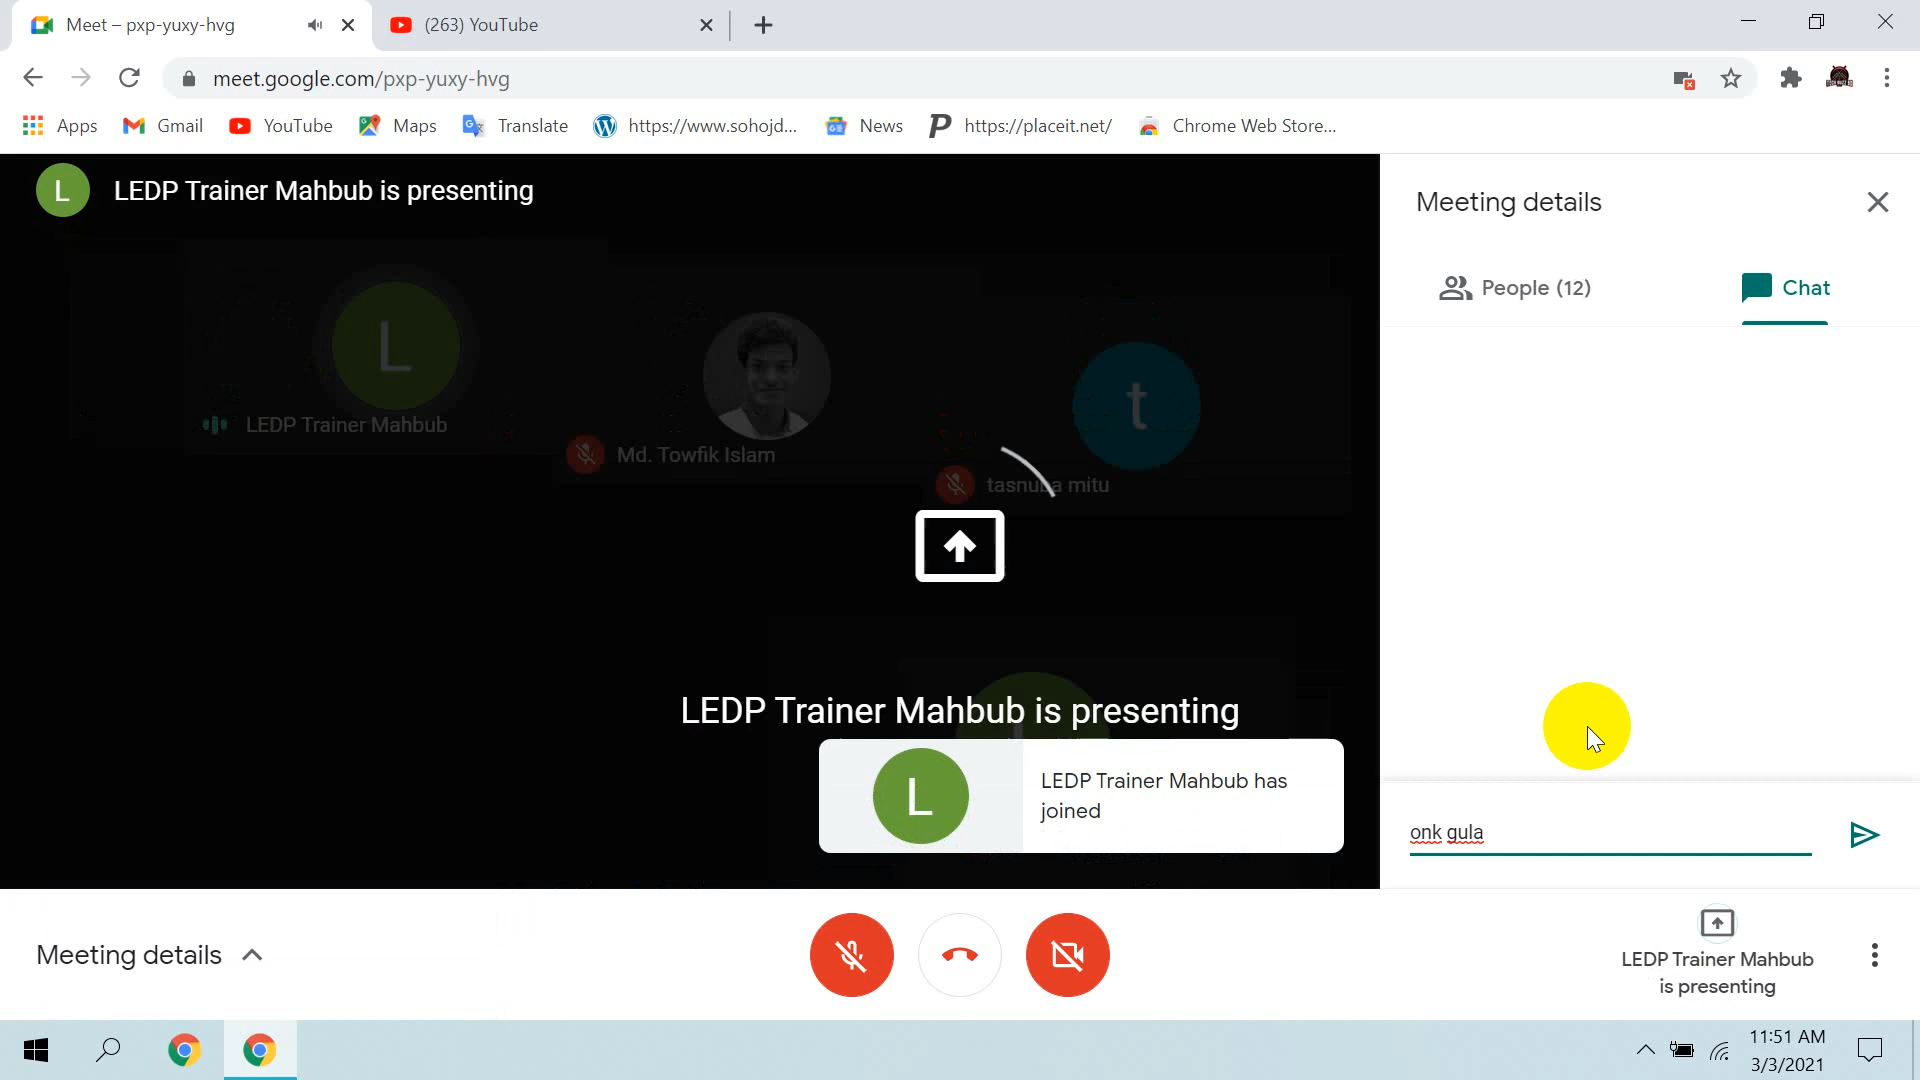 Meet – pxp-yuxy-hvg
(263) YouTube
meet.google.com/pxp-yuxy-hvg
Apps
Gmail
YouTube
Maps
Translate
https://www.sohojd...
News
https://placeit.net/
Chrome Web Store...
L
LEDP Trainer Mahbub is presenting
Meeting details
People (12)
Chat
L
LEDP Trainer Mahbub
Md. Towfik Islam
t
tasnuba mitu
LEDP Trainer Mahbub is presenting
L
LEDP Trainer Mahbub has
joined
onk gula
Meeting details
LEDP Trainer Mahbub
is presenting
11:51 AM
3/3/2021